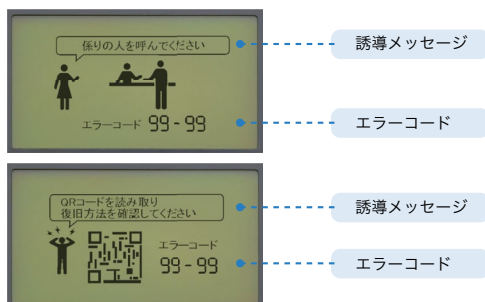 係りの人を呼んでください
エラーコード 99-99
誘導メッセージ
エラーコード
QRコードを読み取り
復旧方法を確認してください
エラーコード
99-99
誘導メッセージ
エラーコード